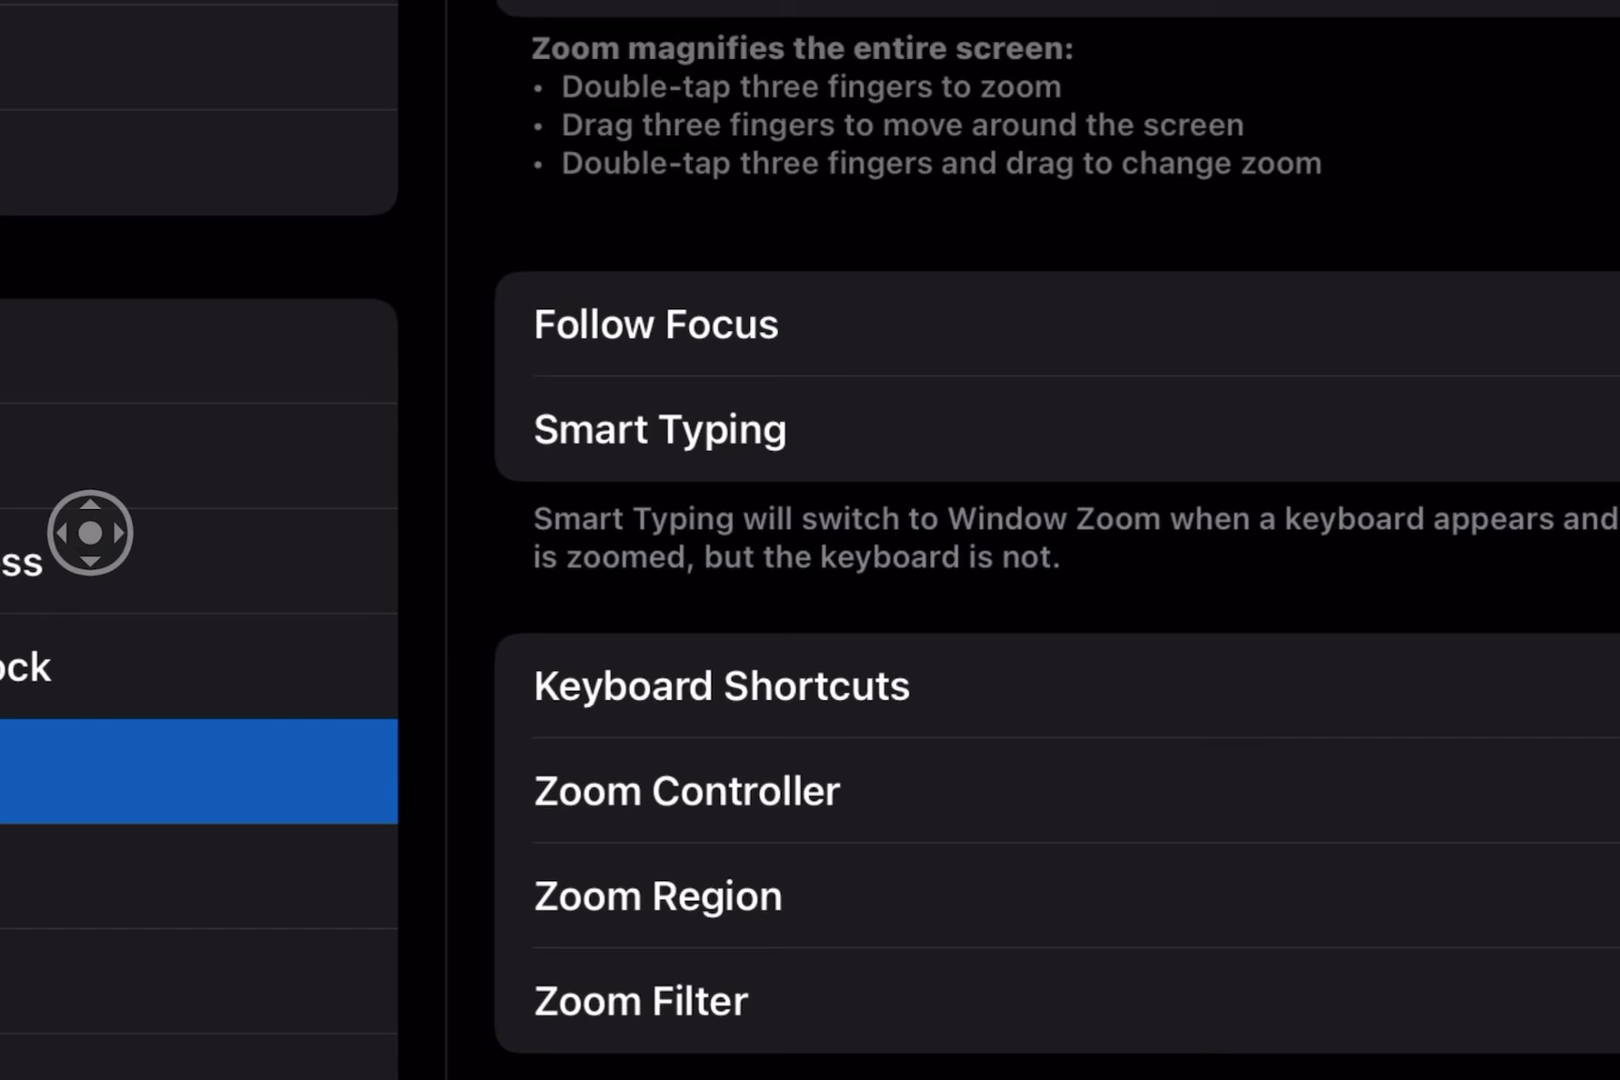 Zoom magnifies the entire screen:
• Double-tap three fingers to zoom
• Drag three fingers to move around the screen
• Double-tap three fingers and drag to change zoom
Follow Focus
Smart Typing
Smart Typing will switch to Window Zoom when a keyboard appears and
is zoomed, but the keyboard is not.
ss
ock
Keyboard Shortcuts
Zoom Controller
Zoom Region
Zoom Filter